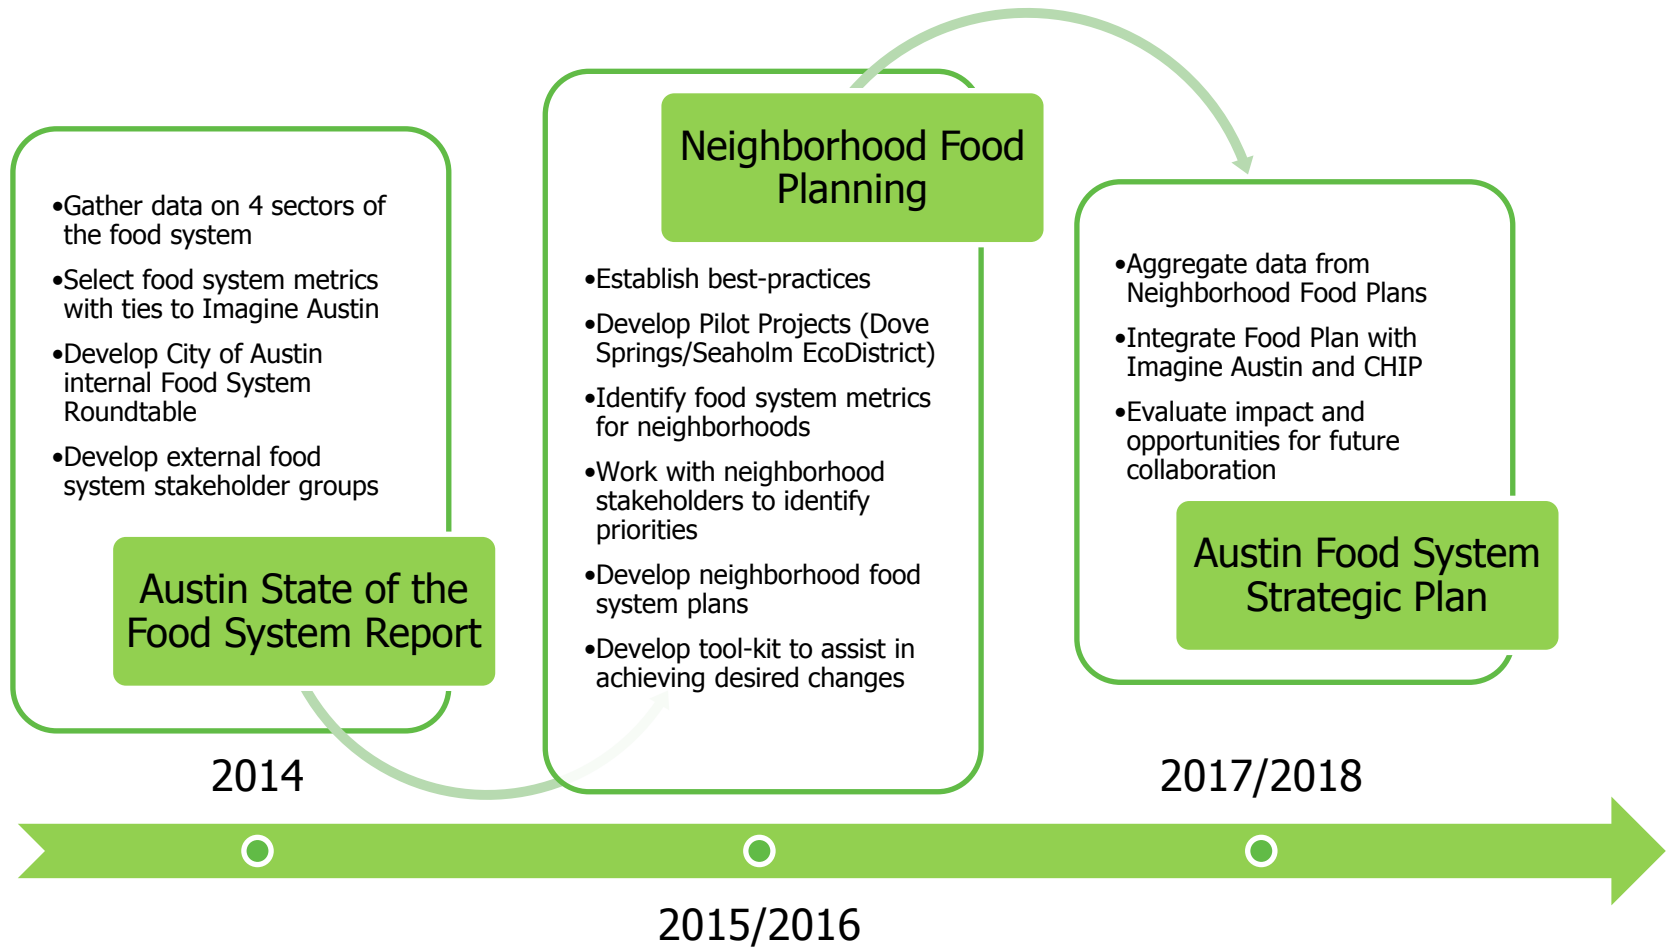 •Gather data on 4 sectors of
the food system
•Select food system metrics
with ties to Imagine Austin
•Develop City of Austin
internal Food System
Roundtable
•Develop external food
system stakeholder groups
Austin State of the
Food System Report
2014
Neighborhood Food
Planning
•Establish best-practices
•Develop Pilot Projects (Dove
Springs/Seaholm EcoDistrict)
•Identify food system metrics
for neighborhoods
•Work with neighborhood
stakeholders to identify
priorities
•Develop neighborhood food
system plans
•Develop tool-kit to assist in
achieving desired changes
2015/2016
•Aggregate data from
Neighborhood Food Plans
•Integrate Food Plan with
Imagine Austin and CHIP
•Evaluate impact and
opportunities for future
collaboration
Austin Food System
Strategic Plan
2017/2018